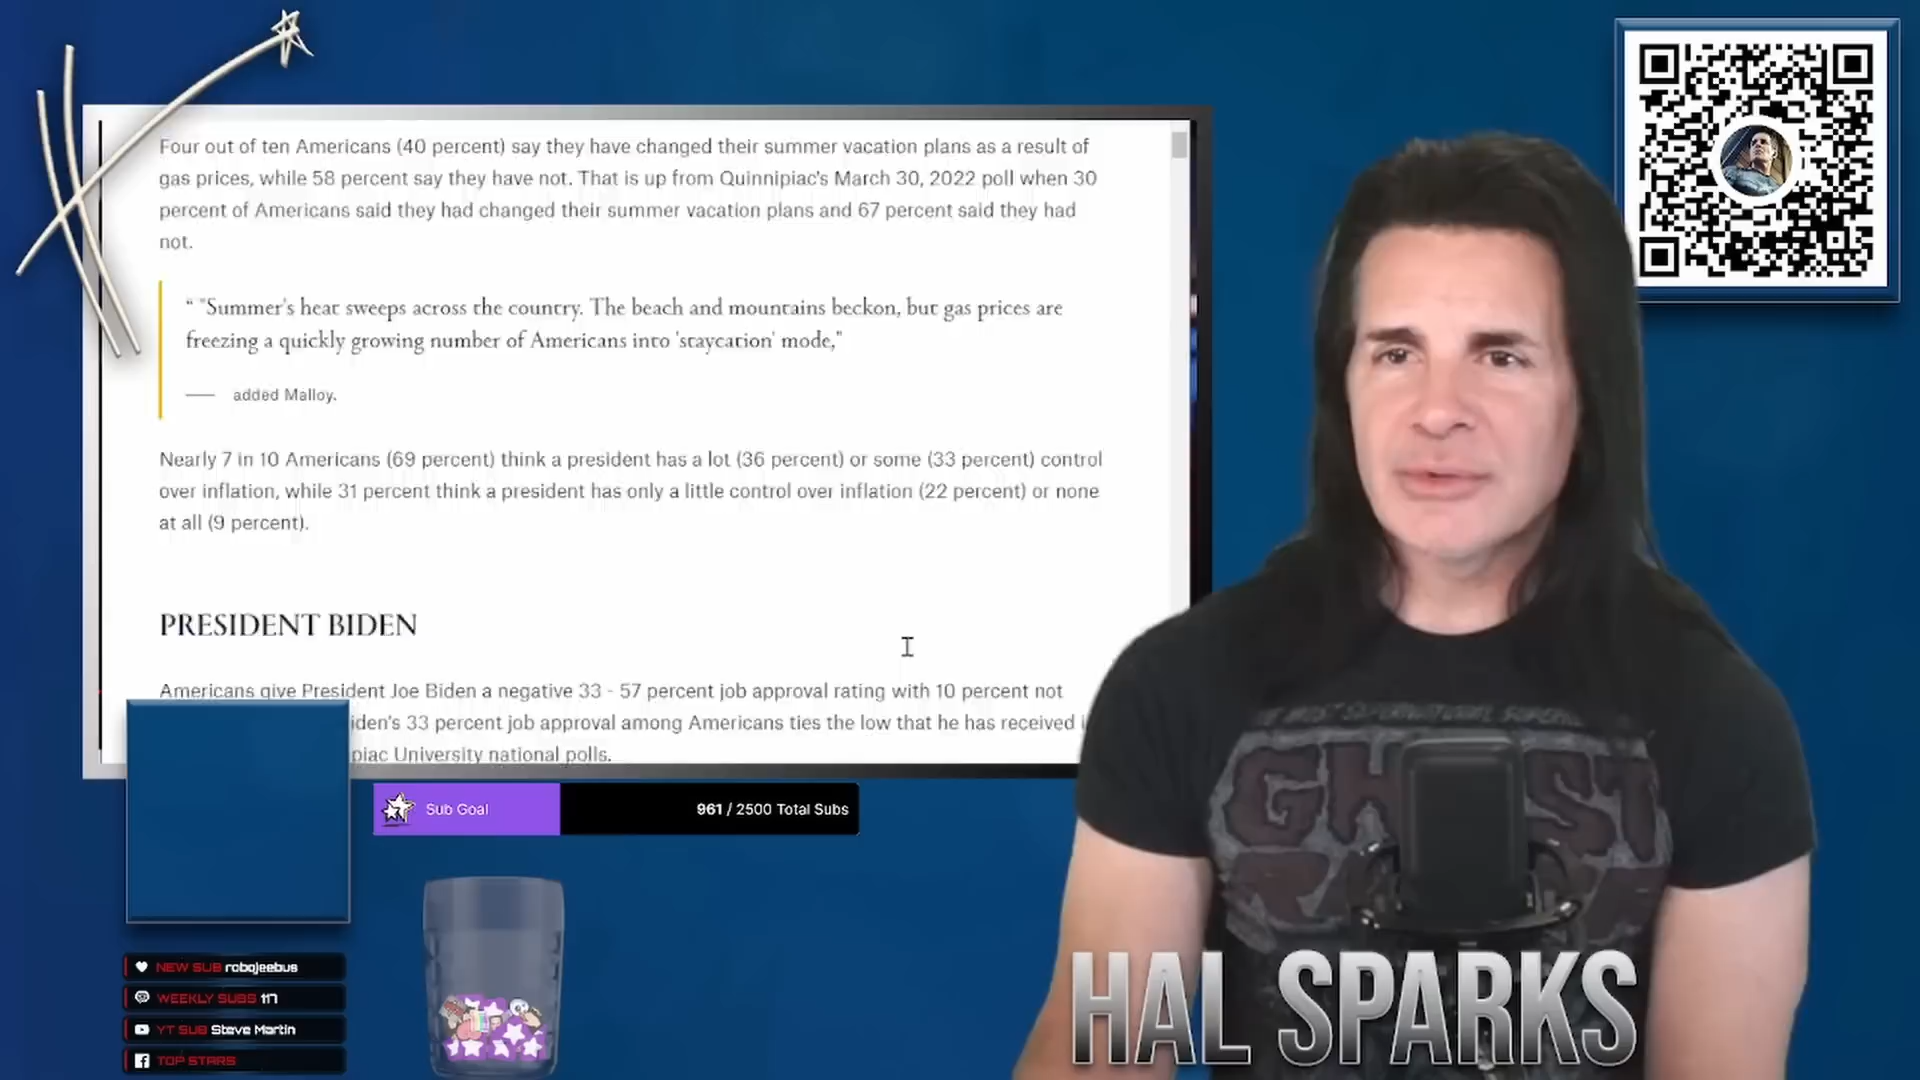 Four out of ten Americans (40 percent) say they have changed their summer vacation plans as a result of
gas prices, while 58 percent say they have not. That is up from Quinnipiac's March 30, 2022 poll when 30
percent of Americans said they had changed their summer vacation plans and 67 percent said they had
not.
“ "Summer's heat sweeps across the country. The beach and mountains beckon, but gas prices are
freezing a quickly growing number of Americans into 'staycation' mode,"
— added Malloy.
Nearly 7 in 10 Americans (69 percent) think a president has a lot (36 percent) or some (33 percent) control
over inflation, while 31 percent think a president has only a little control over inflation (22 percent) or none
at all (9 percent).
PRESIDENT BIDEN
Americans give President Joe Biden a negative 33 - 57 percent job approval rating with 10 percent not
iden's 33 percent job approval among Americans ties the low that he has received
piac University national polls.
Sub Goal
961 / 2500 Total Subs
NEW SUB robojeebus
WEEKLY SUBS 117
YT SUB Steve Martin
TOP STARS
GHOST
HAL SPARKS